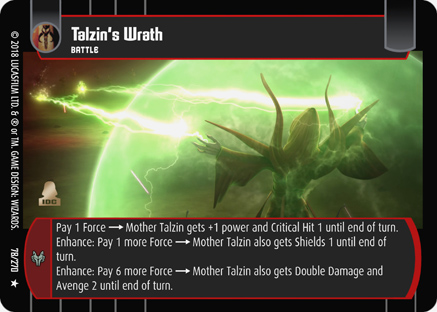 Talzin's Wrath
BATTLE
© 2018 LUCASFILM LTD. & ® OR TM. GAME DESIGN: WIZARDS.
78/270
IDC
Pay 1 Force → Mother Talzin gets +1 power and Critical Hit 1 until end of turn.
Enhance: Pay 1 more Force → Mother Talzin also gets Shields 1 until end of
turn.
Enhance: Pay 6 more Force → Mother Talzin also gets Double Damage and
Avenge 2 until end of turn.